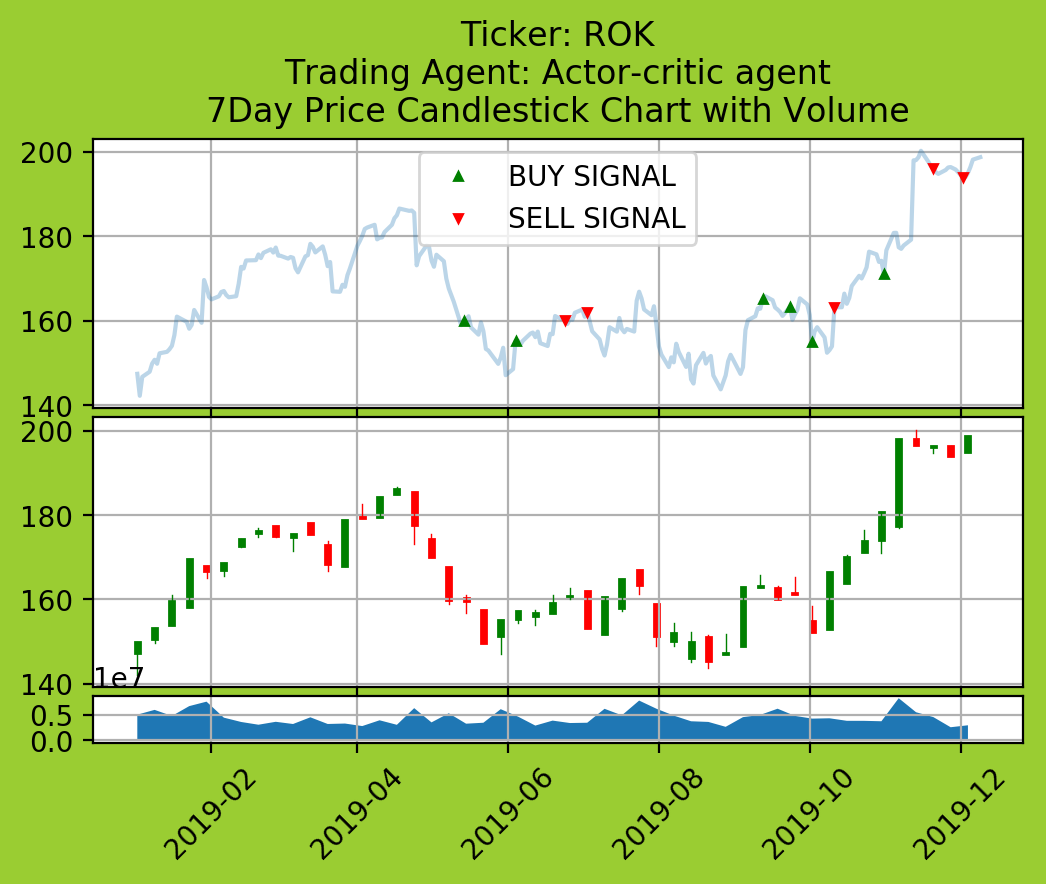 Ticker: ROK
Trading Agent: Actor-critic agent
7Day Price Candlestick Chart with Volume
200
180
160
140
BUY SIGNAL
SELL SIGNAL
200
180
160
140
1e7
0.5
0.0
2019-02
2019-04
2019-06
2019-08
2019-10
2019-12